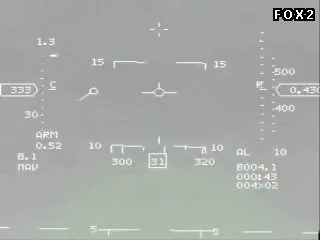 FOX2
1.3
15 15
500
C R
333 0,430
400
30
ARM
0.52
10 10
300 31 320
AL 10
8.1
NAV
B004.1
000:43
004>02
5 5